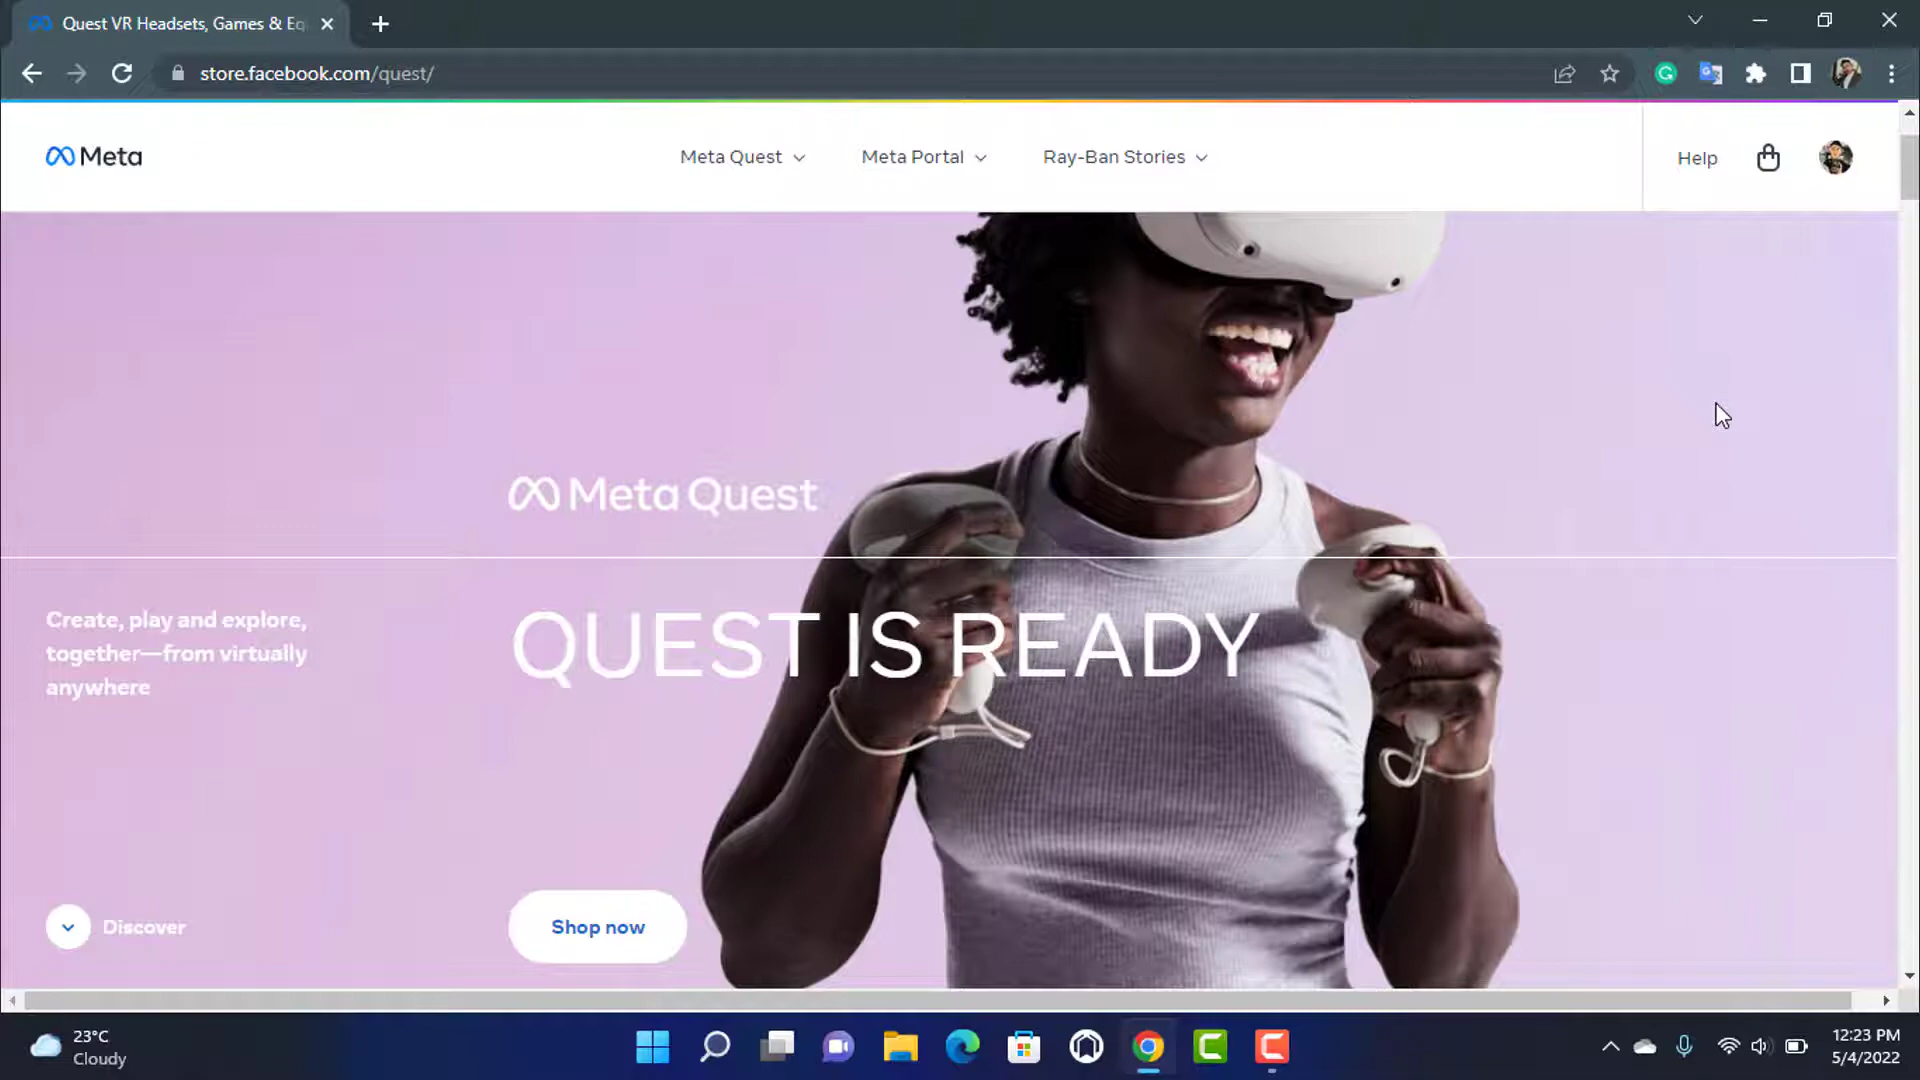 Quest VR Headsets, Games & Eq
store.facebook.com/quest/
Meta
Meta Quest
Meta Portal
Ray-Ban Stories
Help
Meta Quest
QUEST IS READY
Create, play and explore,
together—from virtually
anywhere
Discover
Shop now
23°C
Cloudy
12:23 PM
5/4/2022